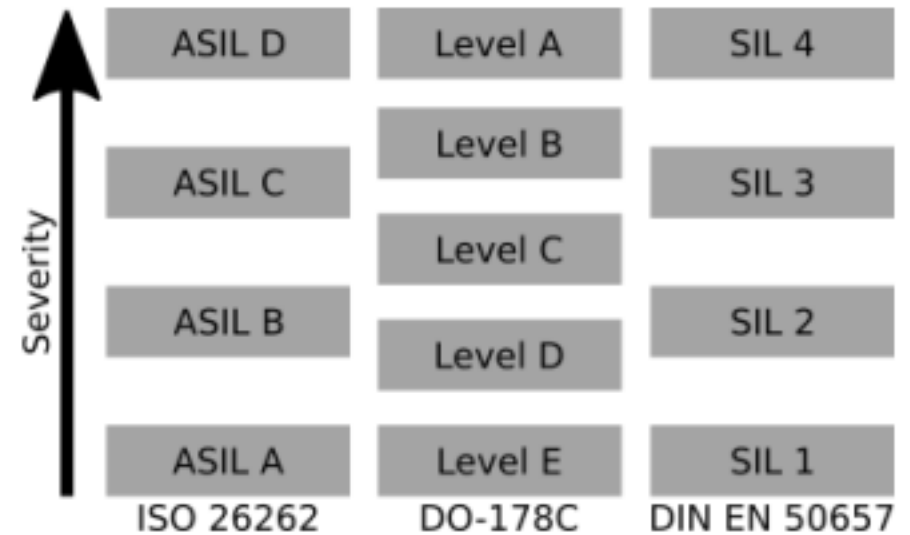 Severity
ASIL D
ASIL C
ASIL B
ASIL A
ISO 26262
Level A
Level B
Level C
Level D
Level E
DO-178C
SIL 4
SIL 3
SIL 2
SIL 1
DIN EN 50657